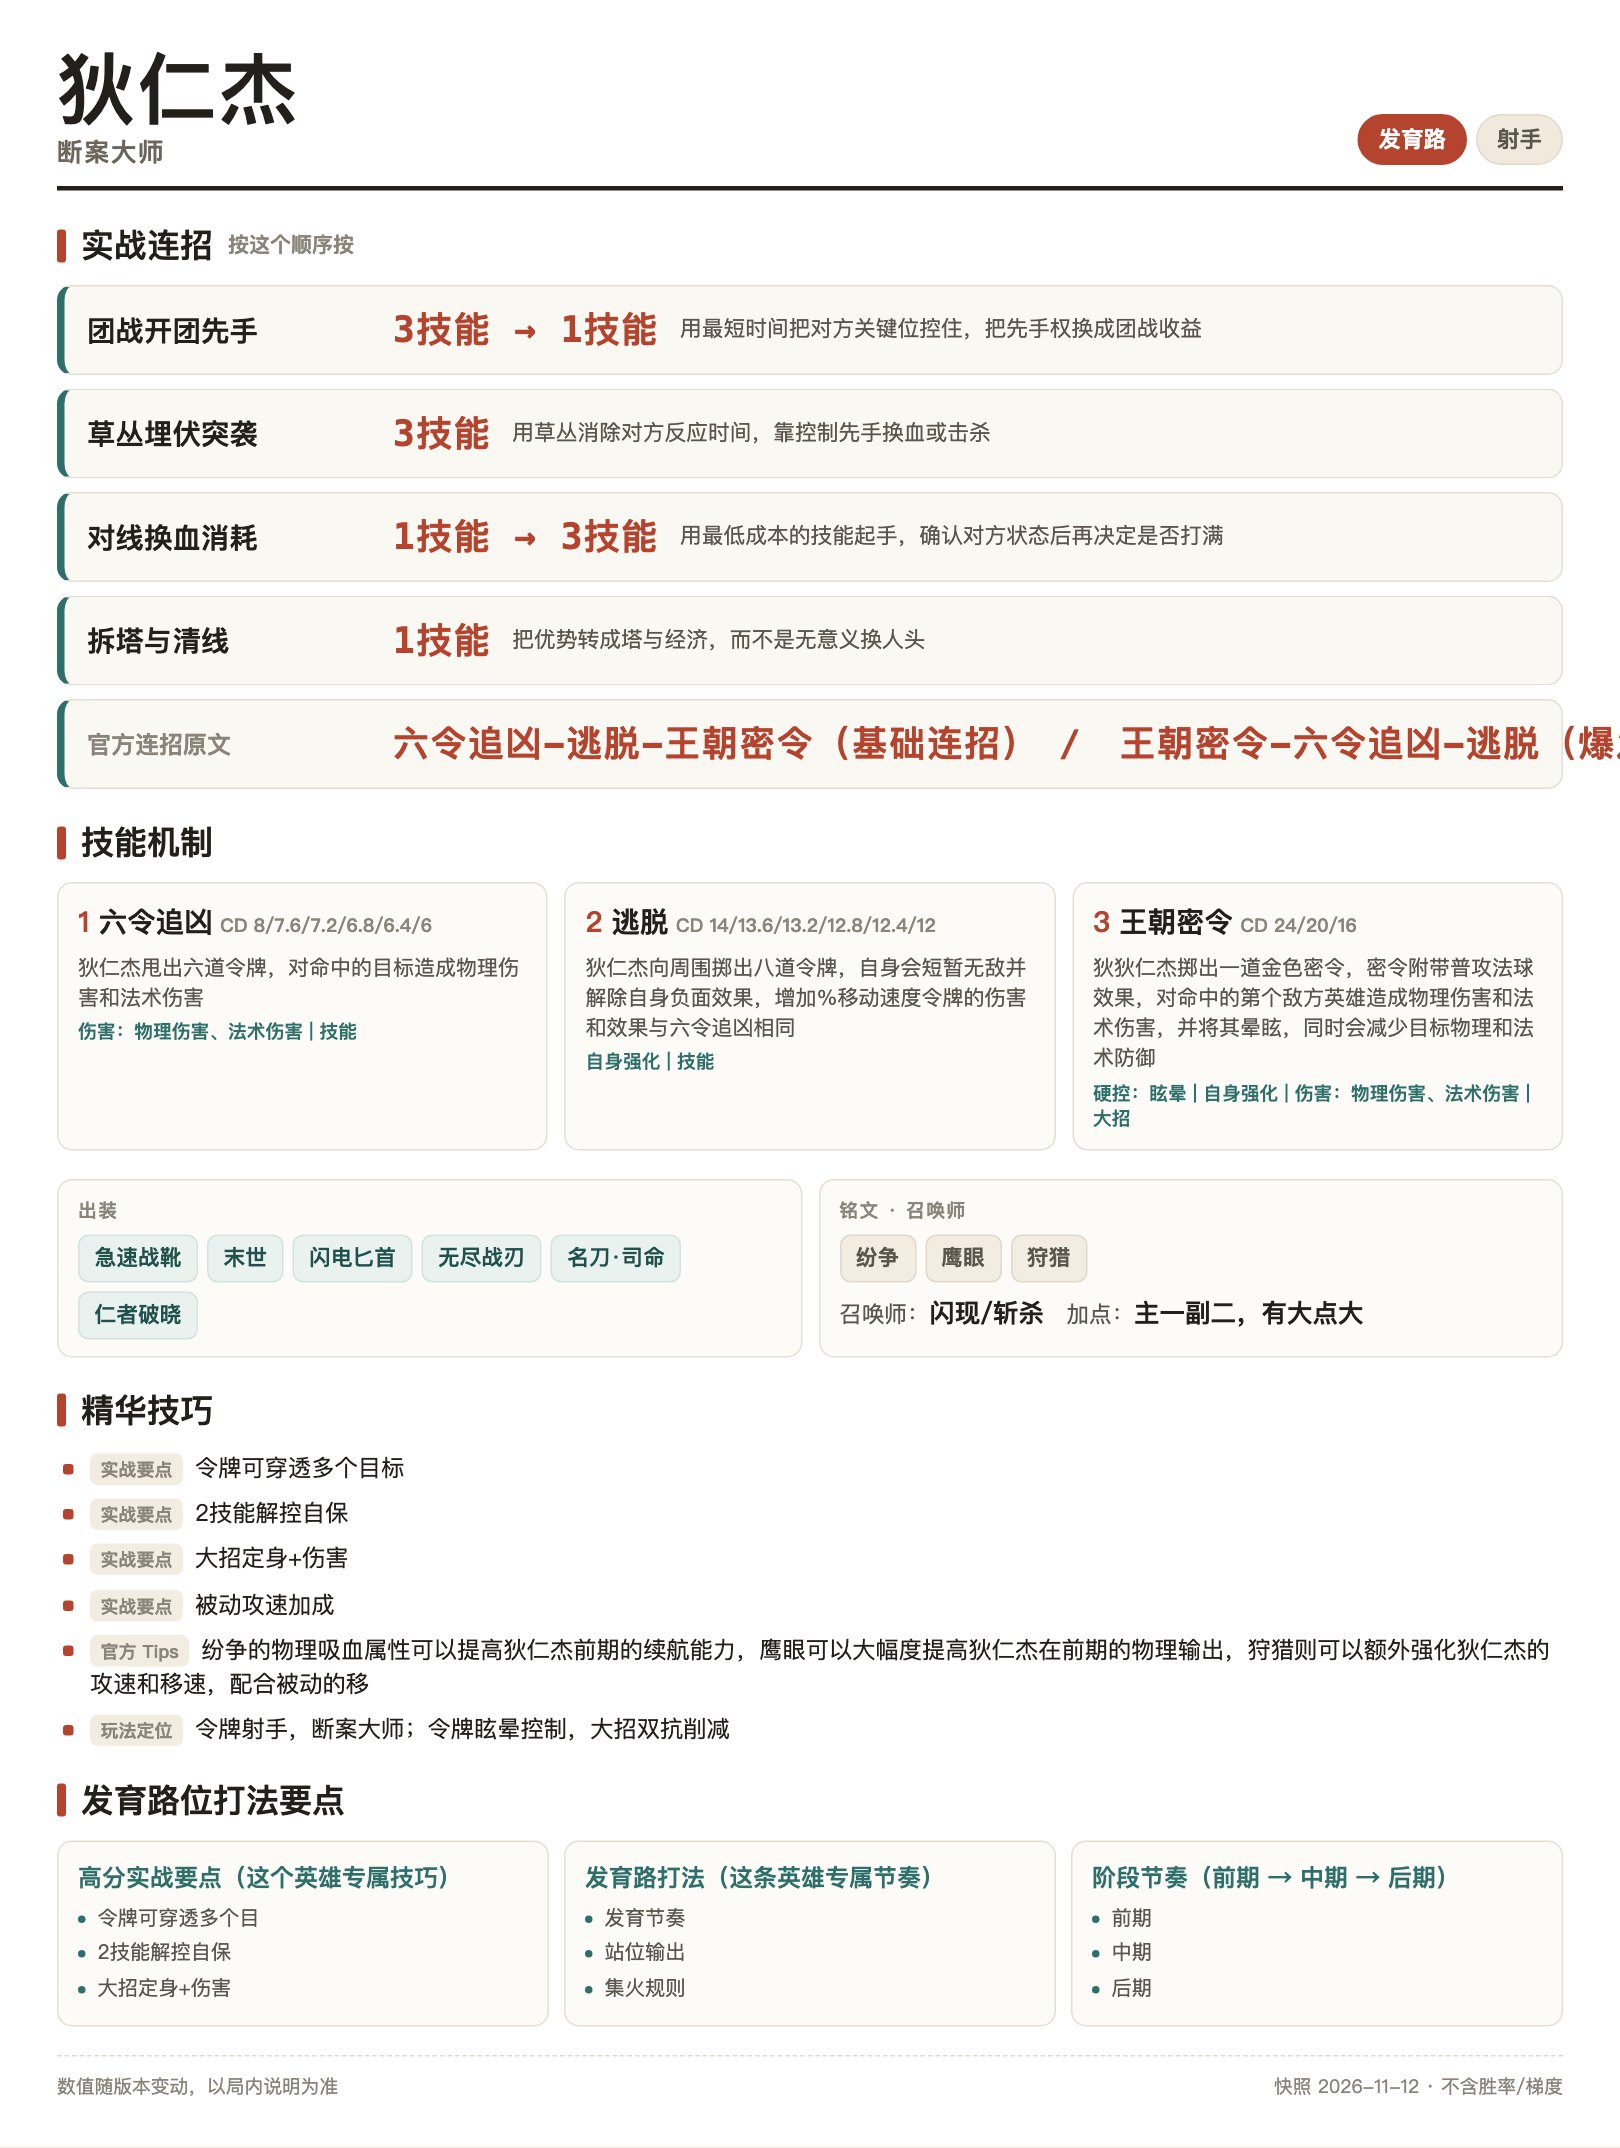 狄仁杰
断案大师
发育路 射手
实战连招 按这个顺序按
团战开团先手 3技能 → 1技能 用最短时间把对方关键位控住，把先手权换成团战收益
草丛埋伏突袭 3技能 用草丛消除对方反应时间，靠控制先手换血或击杀
对线换血消耗 1技能 → 3技能 用最低成本的技能起手，确认对方状态后再决定是否打满
拆塔与清线 1技能 把优势转成塔与经济，而不是无意义换人头
官方连招原文 六令追凶–逃脱–王朝密令（基础连招） / 王朝密令–六令追凶–逃脱（爆
技能机制
1 六令追凶 CD 8/7.6/7.2/6.8/6.4/6
狄仁杰甩出六道令牌，对命中的目标造成物理伤
害和法术伤害
伤害：物理伤害、法术伤害 | 技能
2 逃脱 CD 14/13.6/13.2/12.8/12.4/12
狄仁杰向周围掷出八道令牌，自身会短暂无敌并
解除自身负面效果，增加%移动速度令牌的伤害
和效果与六令追凶相同
自身强化 | 技能
3 王朝密令 CD 24/20/16
狄狄仁杰掷出一道金色密令，密令附带普攻法球
效果，对命中的第个敌方英雄造成物理伤害和法
术伤害，并将其晕眩，同时会减少目标物理和法
术防御
硬控：眩晕 | 自身强化 | 伤害：物理伤害、法术伤害 |
大招
出装
急速战靴 末世 闪电匕首 无尽战刃 名刀·司命
仁者破晓
铭文 · 召唤师
纷争 鹰眼 狩猎
召唤师：闪现/斩杀 加点：主一副二，有大点大
精华技巧
实战要点 令牌可穿透多个目标
实战要点 2技能解控自保
实战要点 大招定身+伤害
实战要点 被动攻速加成
官方 Tips 纷争的物理吸血属性可以提高狄仁杰前期的续航能力，鹰眼可以大幅度提高狄仁杰在前期的物理输出，狩猎则可以额外强化狄仁杰的
攻速和移速，配合被动的移
玩法定位 令牌射手，断案大师；令牌眩晕控制，大招双抗削减
发育路位打法要点
高分实战要点（这个英雄专属技巧）
令牌可穿透多个目
2技能解控自保
大招定身+伤害
发育路打法（这条英雄专属节奏）
发育节奏
站位输出
集火规则
阶段节奏（前期 → 中期 → 后期）
前期
中期
后期
数值随版本变动，以局内说明为准
快照 2026–11–12 · 不含胜率/梯度